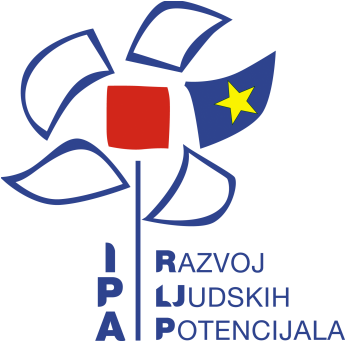 IPA
RAZVOJ
LJUDSKIH
POTENCIJALA